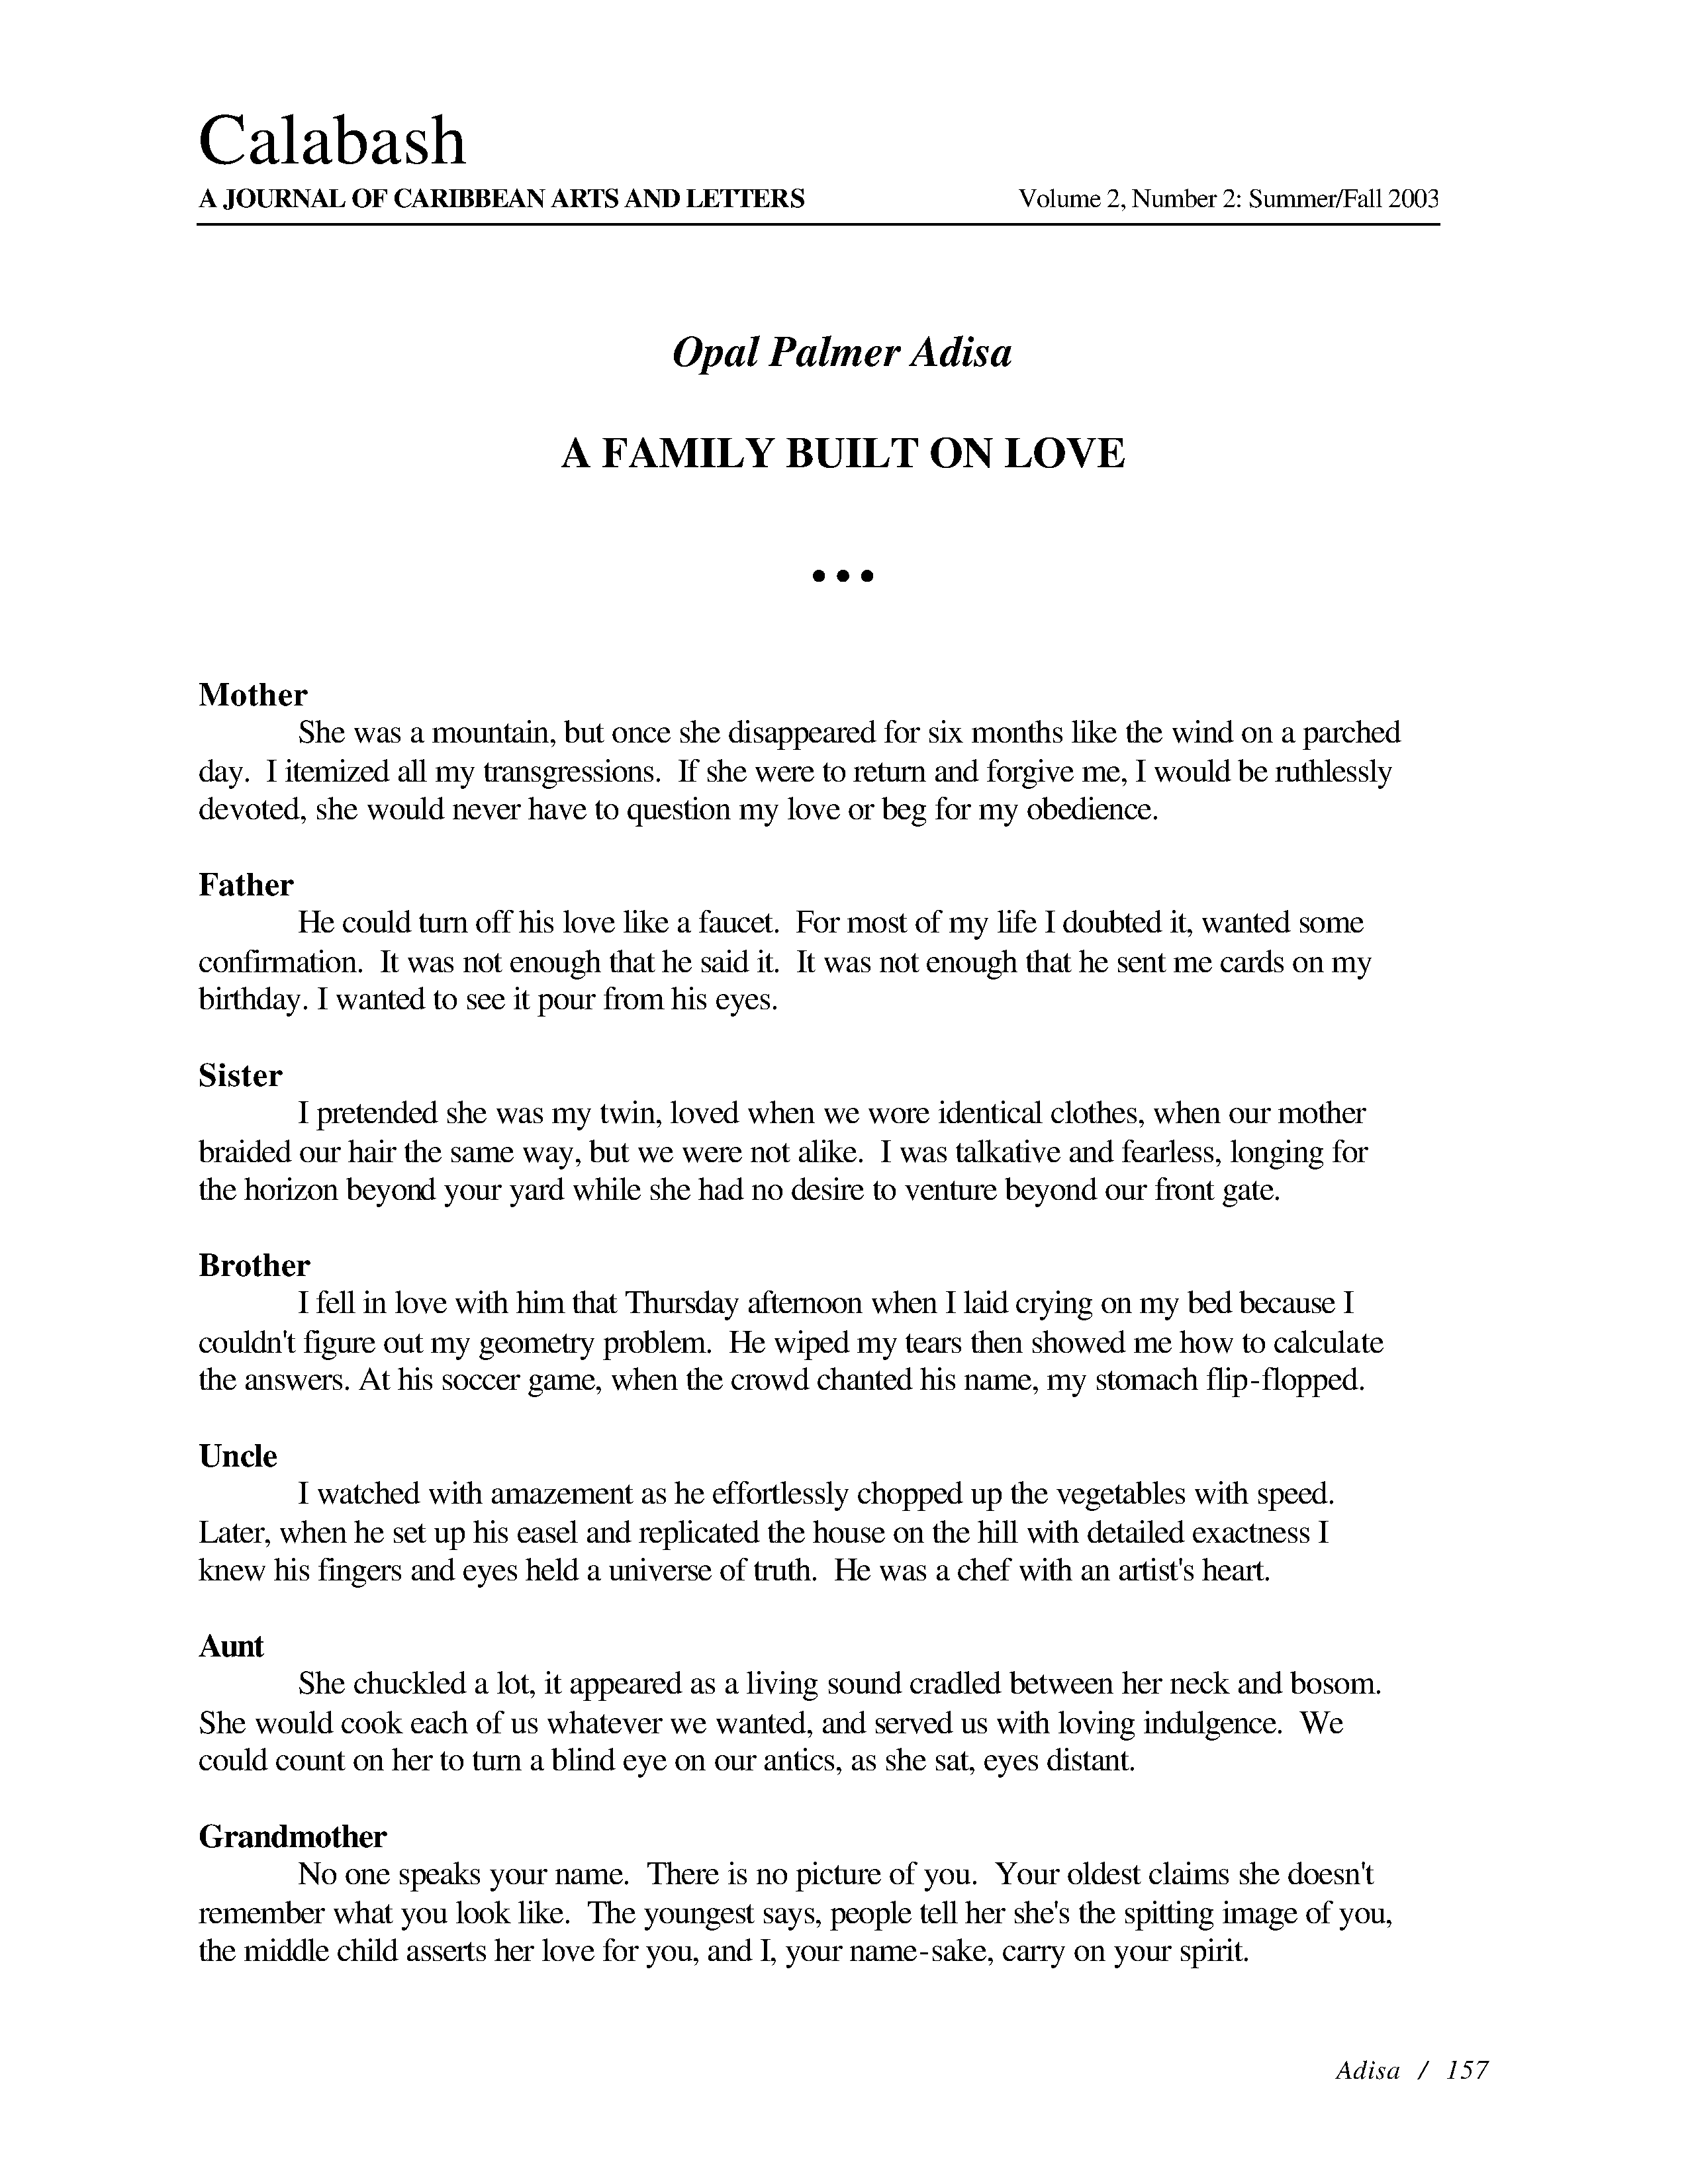 Calabash
A JOURNAL OF CARIBBEAN ARTS AND LETTERS Volume 2, Number 2: Summer/Fall 2003
Opal Palmer Adisa
A FAMILY BUILT ON LOVE
• • •
Mother
She was a mountain, but once she disappeared for six months like the wind on a parched
day.  I itemized all my transgressions.  If she were to return and forgive me, I would be ruthlessly
devoted, she would never have to question my love or beg for my obedience.
Father
He could turn off his love like a faucet.  For most of my life I doubted it, wanted some
confirmation.  It was not enough that he said it.  It was not enough that he sent me cards on my
birthday. I wanted to see it pour from his eyes.
Sister
I pretended she was my twin, loved when we wore identical clothes, when our mother
braided our hair the same way, but we were not alike.  I was talkative and fearless, longing for
the horizon beyond your yard while she had no desire to venture beyond our front gate.
Brother
I fell in love with him that Thursday afternoon when I laid crying on my bed because I
couldn't figure out my geometry problem.  He wiped my tears then showed me how to calculate
the answers. At his soccer game, when the crowd chanted his name, my stomach flip-flopped.
Uncle
I watched with amazement as he effortlessly chopped up the vegetables with speed.
Later, when he set up his easel and replicated the house on the hill with detailed exactness I
knew his fingers and eyes held a universe of truth.  He was a chef with an artist's heart.
Aunt
She chuckled a lot, it appeared as a living sound cradled between her neck and bosom.
She would cook each of us whatever we wanted, and served us with loving indulgence.  We
could count on her to turn a blind eye on our antics, as she sat, eyes distant.
Grandmother
No one speaks your name.  There is no picture of you.  Your oldest claims she doesn't
remember what you look like.  The youngest says, people tell her she's the spitting image of you,
the middle child asserts her love for you, and I, your name-sake, carry on your spirit.
Adisa / 157